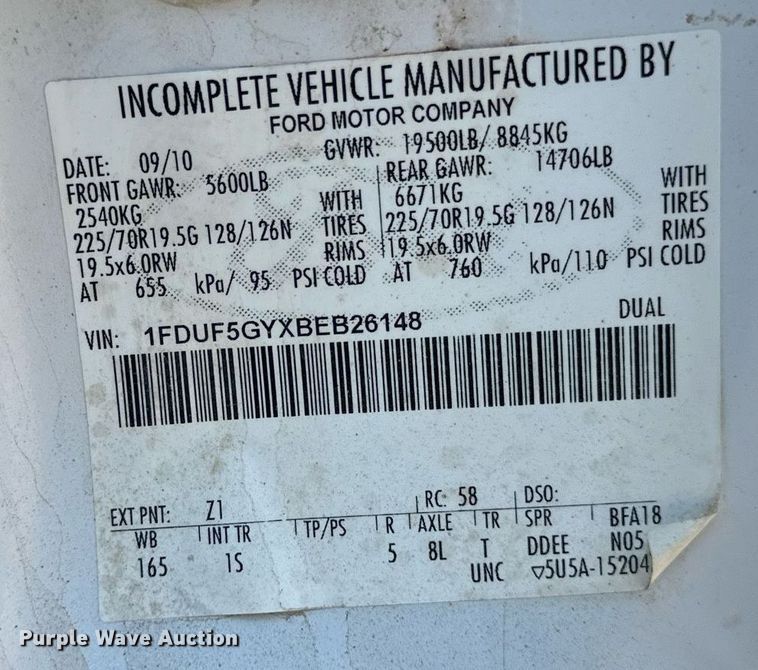 INCOMPLETE VEHICLE MANUFACTURED BY
FORD MOTOR COMPANY
DATE: 09/10 GVWR: 19500LB/ 8845KG
FRONT GAWR: 5600LB REAR GAWR: 14706LB
2540KG WITH 6671KG WITH
225/70R19.5G 128/126N TIRES 225/70R19.5G 128/126N TIRES
19.5x6.0RW RIMS 19.5x6.0RW RIMS
AT 655 kPa/ 95 PSI COLD AT 760 kPa/110 PSI COLD
VIN: 1FDUF5GYXBEB26148 DUAL
EXT PNT: Z1 RC: 58 DSO:
WB INT TR TP/PS R AXLE TR SPR BFA18
165 1S 5 8L T DDEE N05
UNC ▽5U5A-15204
Purple Wave Auction